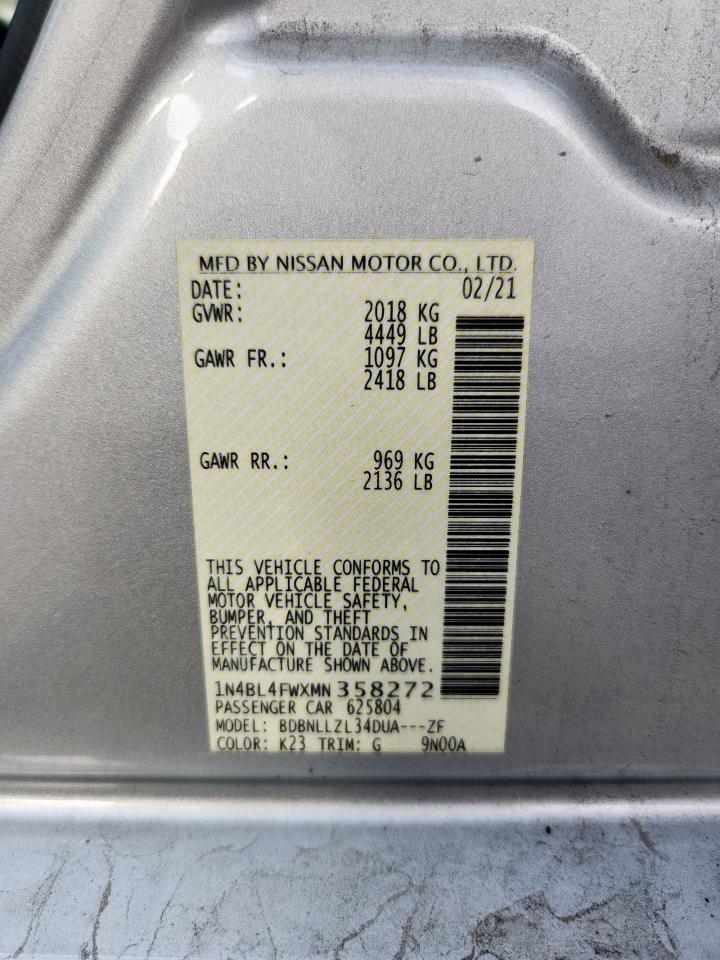 MFD BY NISSAN MOTOR CO., LTD.
DATE: 02/21
GVWR: 2018 KG
4449 LB
GAWR FR.: 1097 KG
2418 LB
GAWR RR.: 969 KG
2136 LB
THIS VEHICLE CONFORMS TO
ALL APPLICABLE FEDERAL
MOTOR VEHICLE SAFETY,
BUMPER, AND THEFT
PREVENTION STANDARDS IN
EFFECT ON THE DATE OF
MANUFACTURE SHOWN ABOVE.
1N4BL4FWXMN358272
PASSENGER CAR 625804
MODEL: BDBNLLZL34DUA---ZF
COLOR: K23 TRIM: G 9N00A